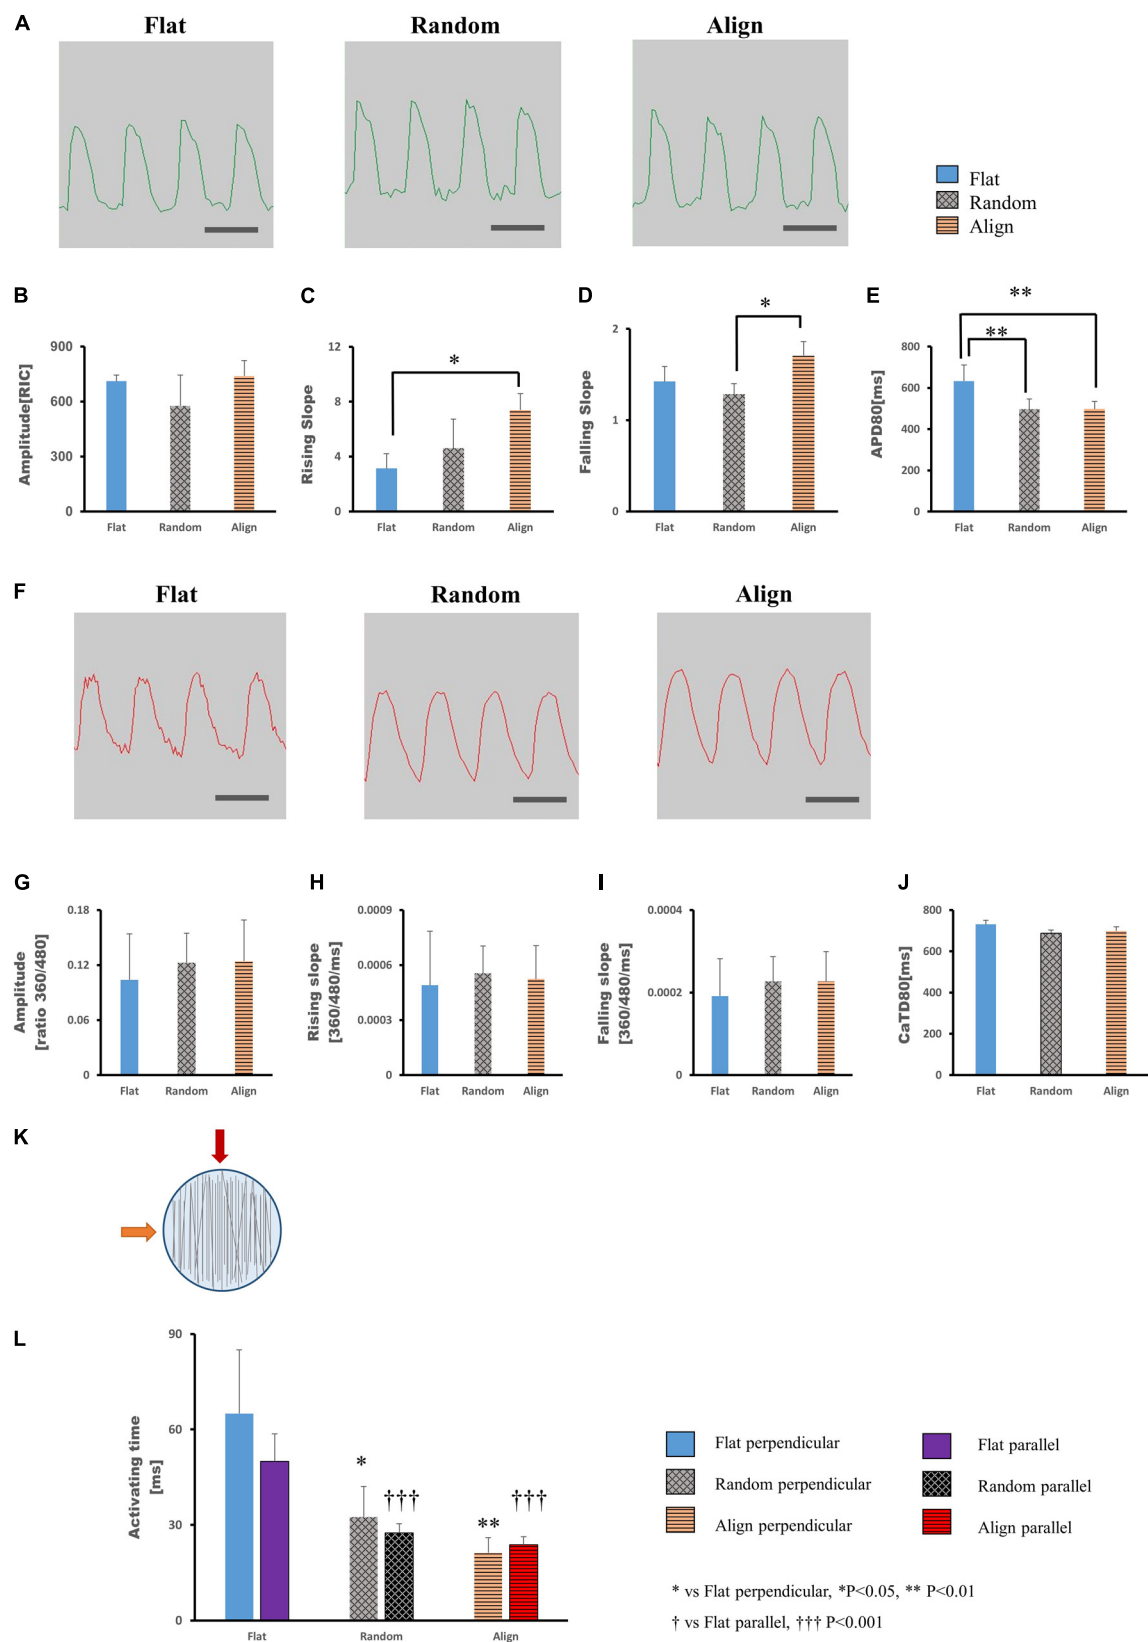 A
Flat
Random
Align
Flat
Random
Align
B
Amplitude[RIC]
900
600
300
0
Flat
Random
Align
C
Rising Slope
12
8
4
0
*
Flat
Random
Align
D
Falling Slope
2
1
0
*
Flat
Random
Align
E
APD80[ms]
800
600
400
200
0
**
**
Flat
Random
Align
F
Flat
Random
Align
G
Amplitude
[ratio 360/480]
0.18
0.12
0.06
0
Flat
Random
Align
H
Rising slope
[360/480/ms]
0.0009
0.0006
0.0003
0
Flat
Random
Align
I
Falling slope
[360/480/ms]
0.0004
0.0002
0
Flat
Random
Align
J
CaTD80[ms]
800
600
400
200
0
Flat
Random
Align
K
L
Activating time
[ms]
90
60
30
0
*
†††
**
†††
Flat
Random
Align
Flat perpendicular
Flat parallel
Random perpendicular
Random parallel
Align perpendicular
Align parallel
* vs Flat perpendicular, *P<0.05, ** P<0.01
† vs Flat parallel, ††† P<0.001